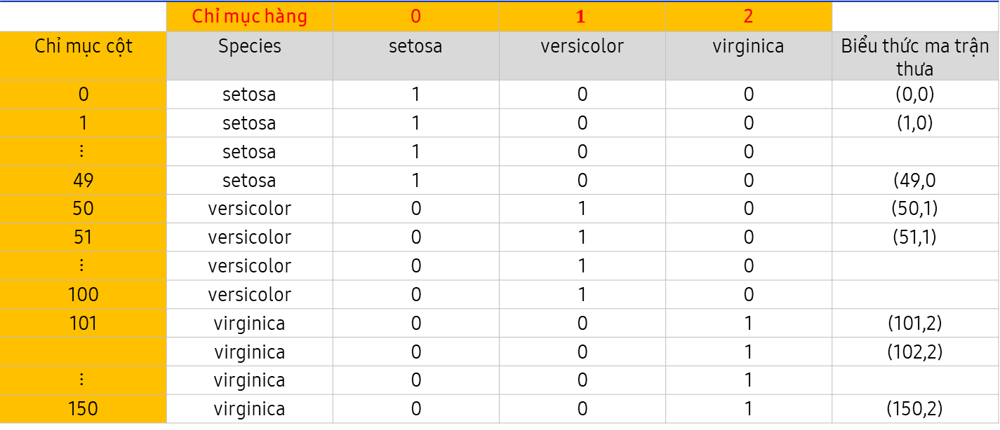 Chỉ mục hàng 0 1 2
Chỉ mục cột Species setosa versicolor virginica Biểu thức ma trận
thưa
0 setosa 1 0 0 (0,0)
1 setosa 1 0 0 (1,0)
⋮ setosa 1 0 0
49 setosa 1 0 0 (49,0
50 versicolor 0 1 0 (50,1)
51 versicolor 0 1 0 (51,1)
⋮ versicolor 0 1 0
100 versicolor 0 1 0
101 virginica 0 0 1 (101,2)
virginica 0 0 1 (102,2)
⋮ virginica 0 0 1
150 virginica 0 0 1 (150,2)